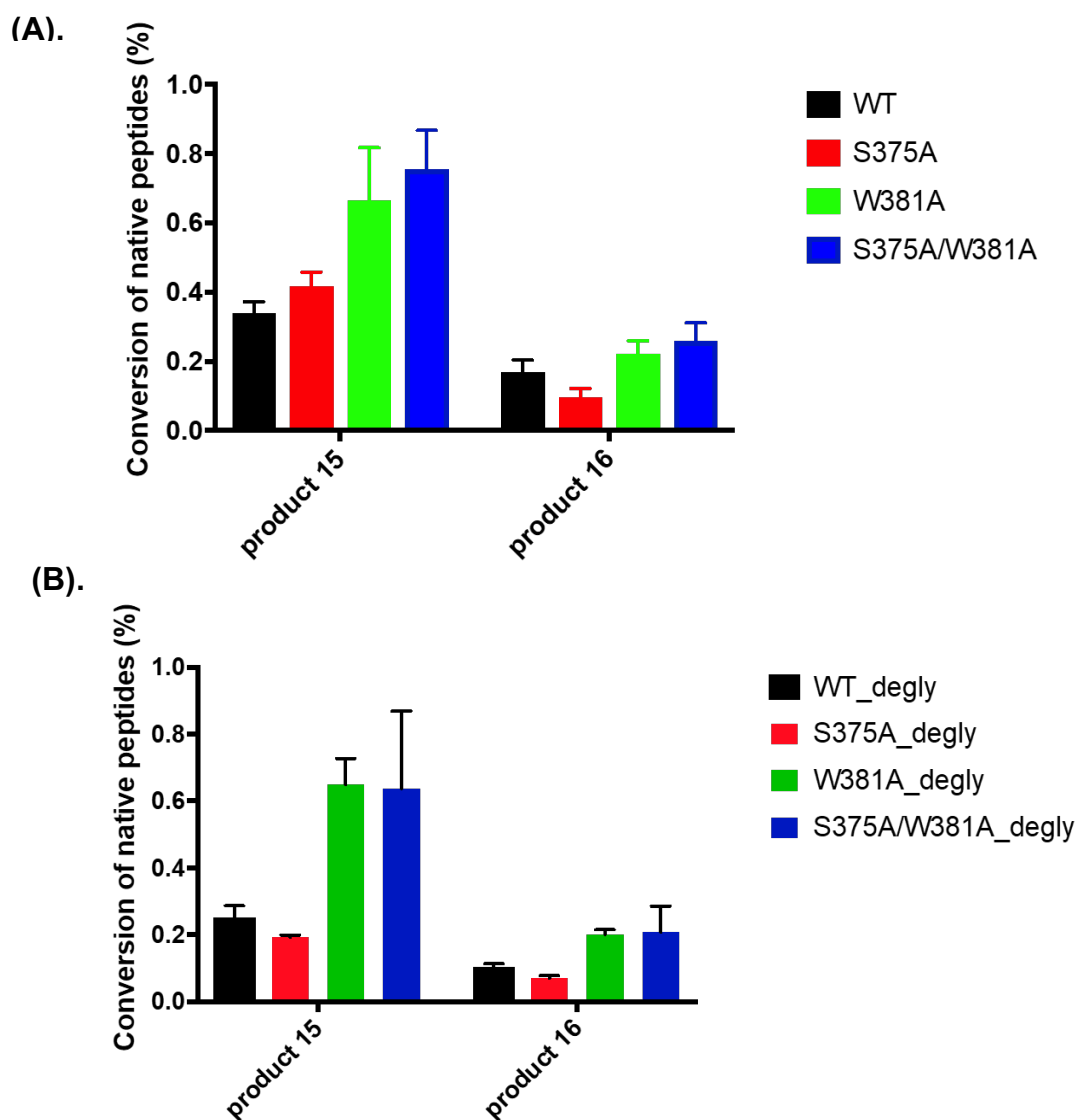 (A).
Conversion of native peptides (%)
1.0
0.8
0.6
0.4
0.2
0.0
product 15
product 16
WT
S375A
W381A
S375A/W381A
(B).
Conversion of native peptides (%)
1.0
0.8
0.6
0.4
0.2
0.0
product 15
product 16
WT_degly
S375A_degly
W381A_degly
S375A/W381A_degly